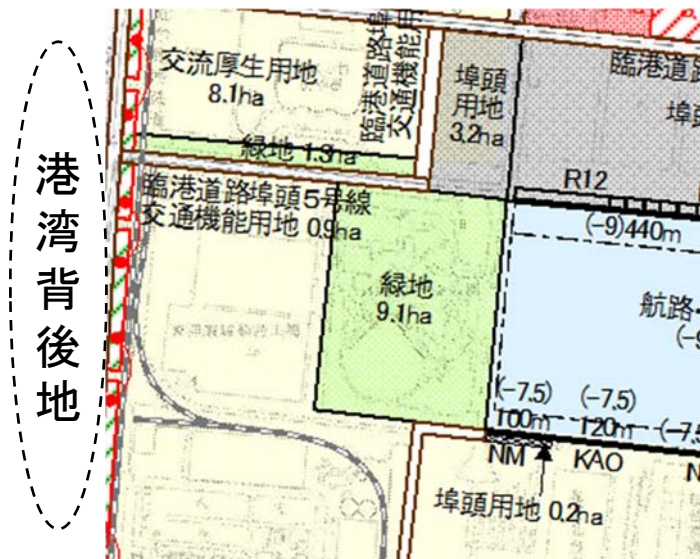 港湾背後地
交流厚生用地
8.1ha
臨港道路埠
交通機能用
埠頭
用地
3.2ha
臨港道路
埠頭
緑地 1.3ha
臨港道路埠頭5号線
交通機能用地 0.9ha
R12
(-9)440m
緑地
9.1ha
航路・
(-9
(-7.5)
100m
(-7.5)
120m
(-7.5
NM
KAO
N
埠頭用地 0.2ha